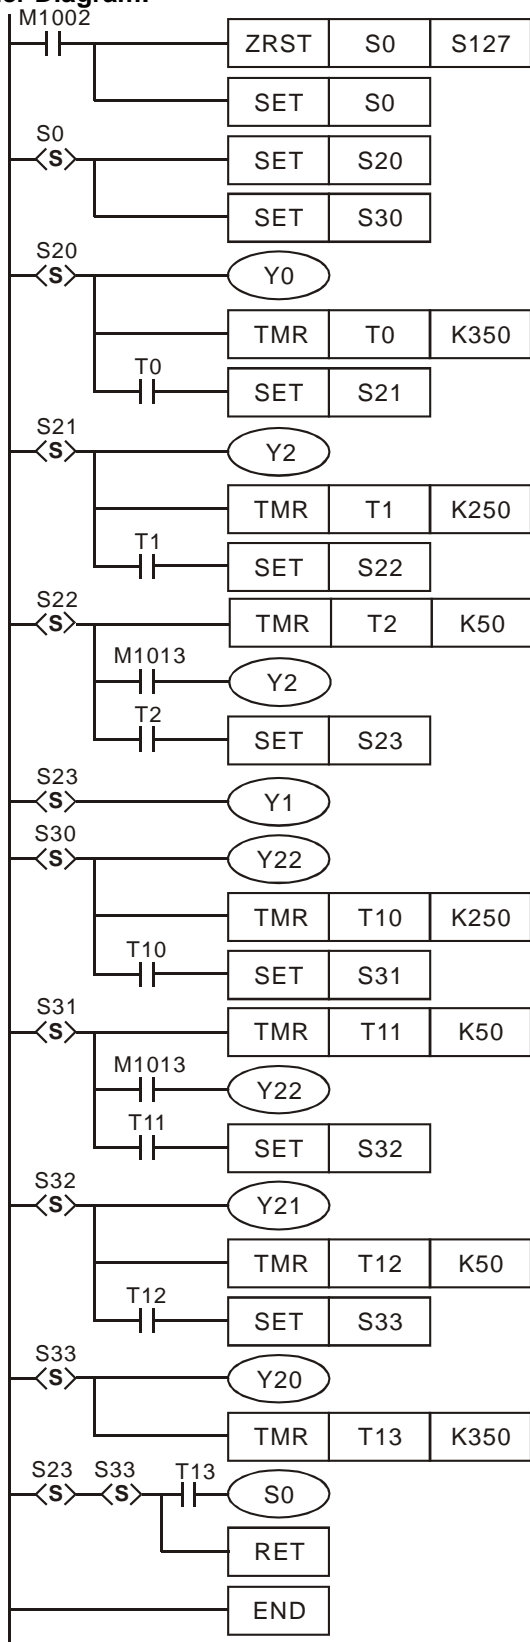 er Diagram:
M1002
ZRST S0 S127
SET S0
S0
S SET S20
SET S30
S20
S Y0
TMR T0 K350
T0
SET S21
S21
S Y2
TMR T1 K250
T1
SET S22
S22
S TMR T2 K50
M1013
Y2
T2
SET S23
S23
S Y1
S30
S Y22
TMR T10 K250
T10
SET S31
S31
S TMR T11 K50
M1013
Y22
T11
SET S32
S32
S Y21
TMR T12 K50
T12
SET S33
S33
S Y20
TMR T13 K350
S23 S33 T13
S S S0
RET
END